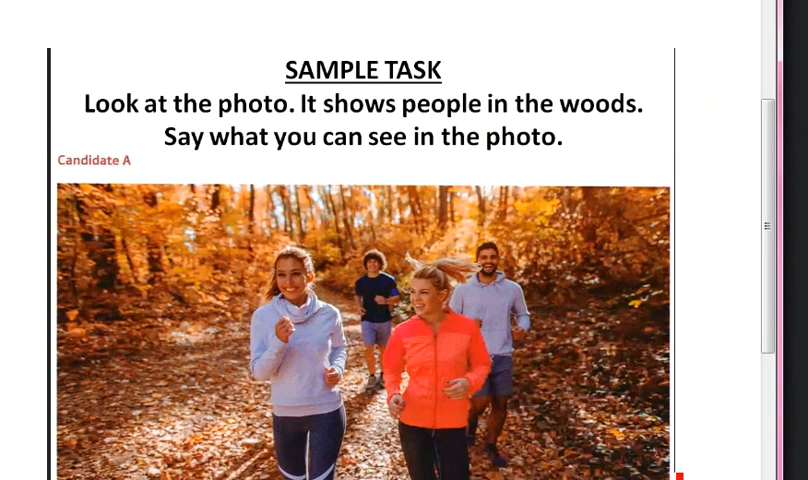 SAMPLE TASK
Look at the photo. It shows people in the woods.
Say what you can see in the photo.
Candidate A